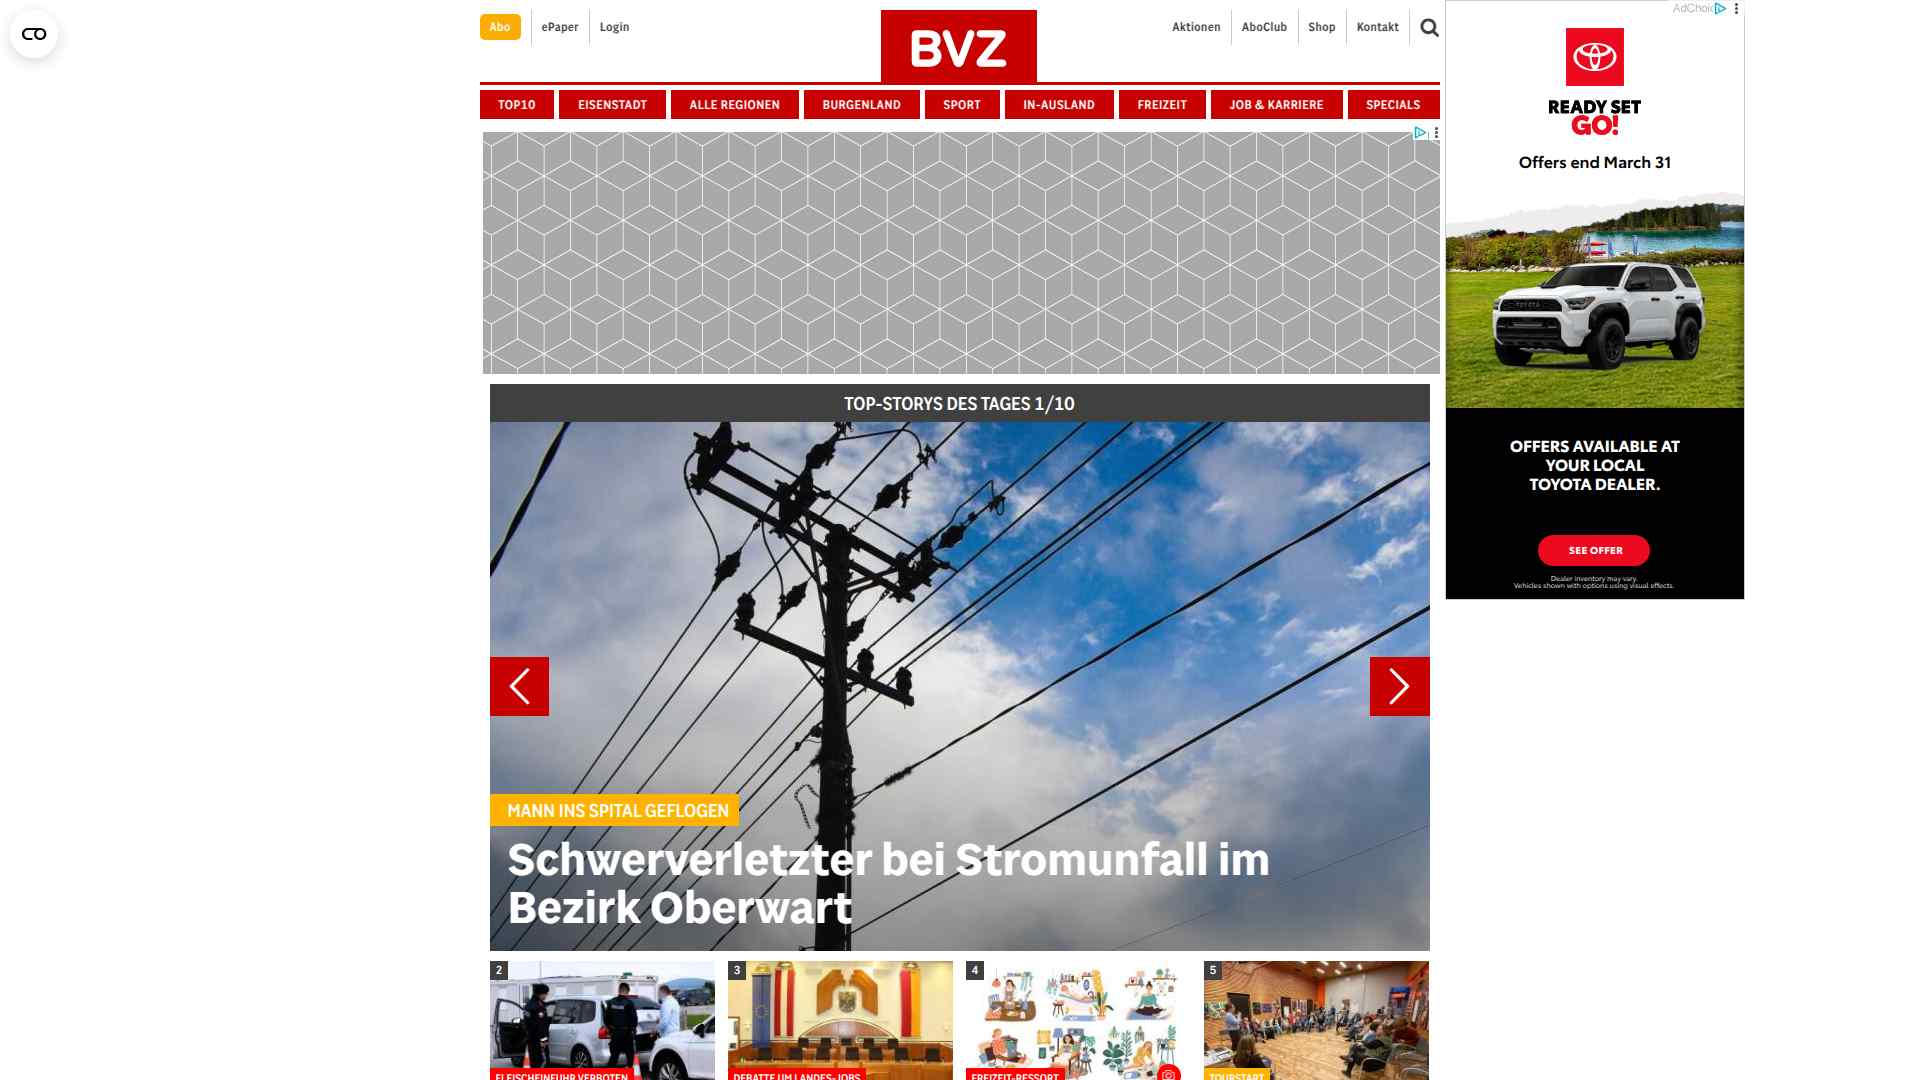 Abo
ePaper
Login
BVZ
Aktionen
AboClub
Shop
Kontakt
TOP10
EISENSTADT
ALLE REGIONEN
BURGENLAND
SPORT
IN-AUSLAND
FREIZEIT
JOB & KARRIERE
SPECIALS
TOP-STORYS DES TAGES 1/10
MANN INS SPITAL GEFLOGEN
Schwerverletzter bei Stromunfall im
Bezirk Oberwart
2
FLEISCHEINFUHR VERBOTEN
3
DEBATTE UM LANDES-JOBS
4
FREIZEIT-RESSORT
5
TOURSTART
READY SET
GO!
Offers end March 31
TOYOTA
OFFERS AVAILABLE AT
YOUR LOCAL
TOYOTA DEALER.
SEE OFFER
Dealer inventory may vary.
Vehicles shown with options using visual effects.